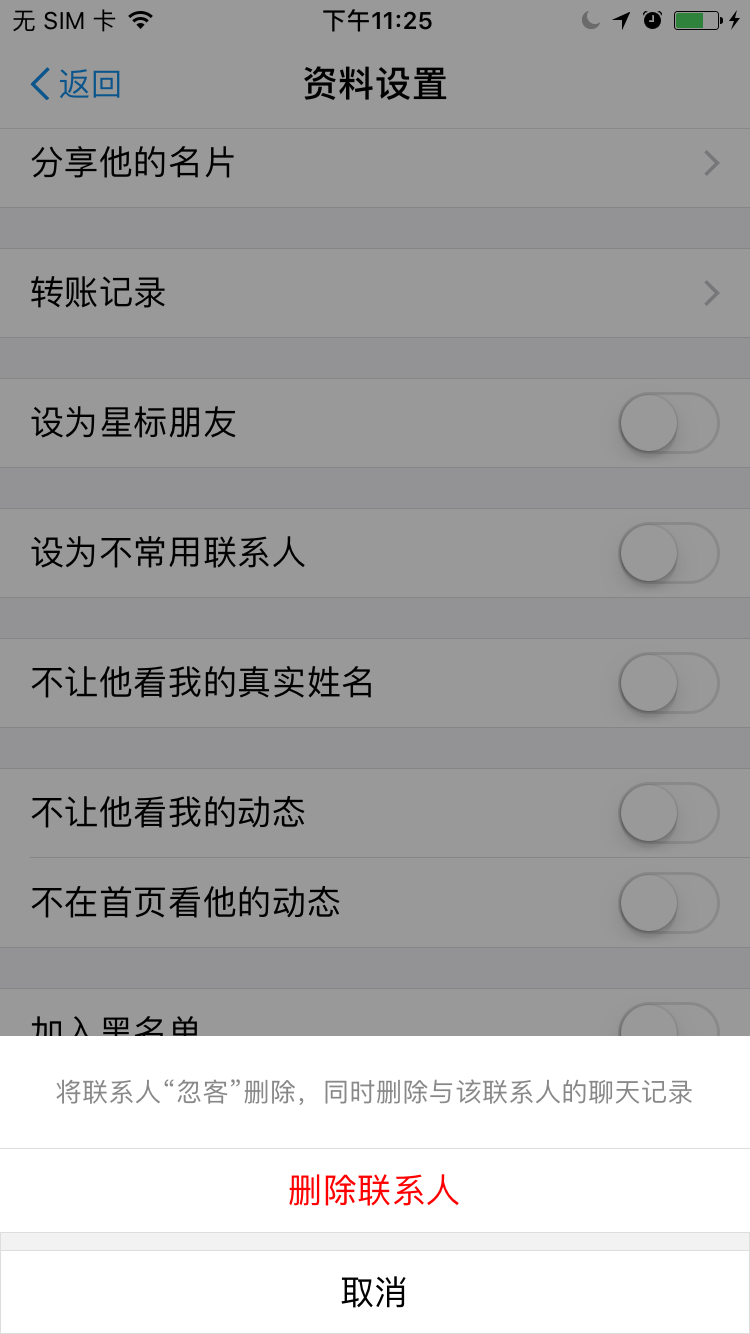 无 SIM 卡 下午11:25
返回 资料设置
分享他的名片
转账记录
设为星标朋友
设为不常用联系人
不让他看我的真实姓名
不让他看我的动态
不在首页看他的动态
加入黑名单
将联系人“忽客”删除，同时删除与该联系人的聊天记录
删除联系人
取消